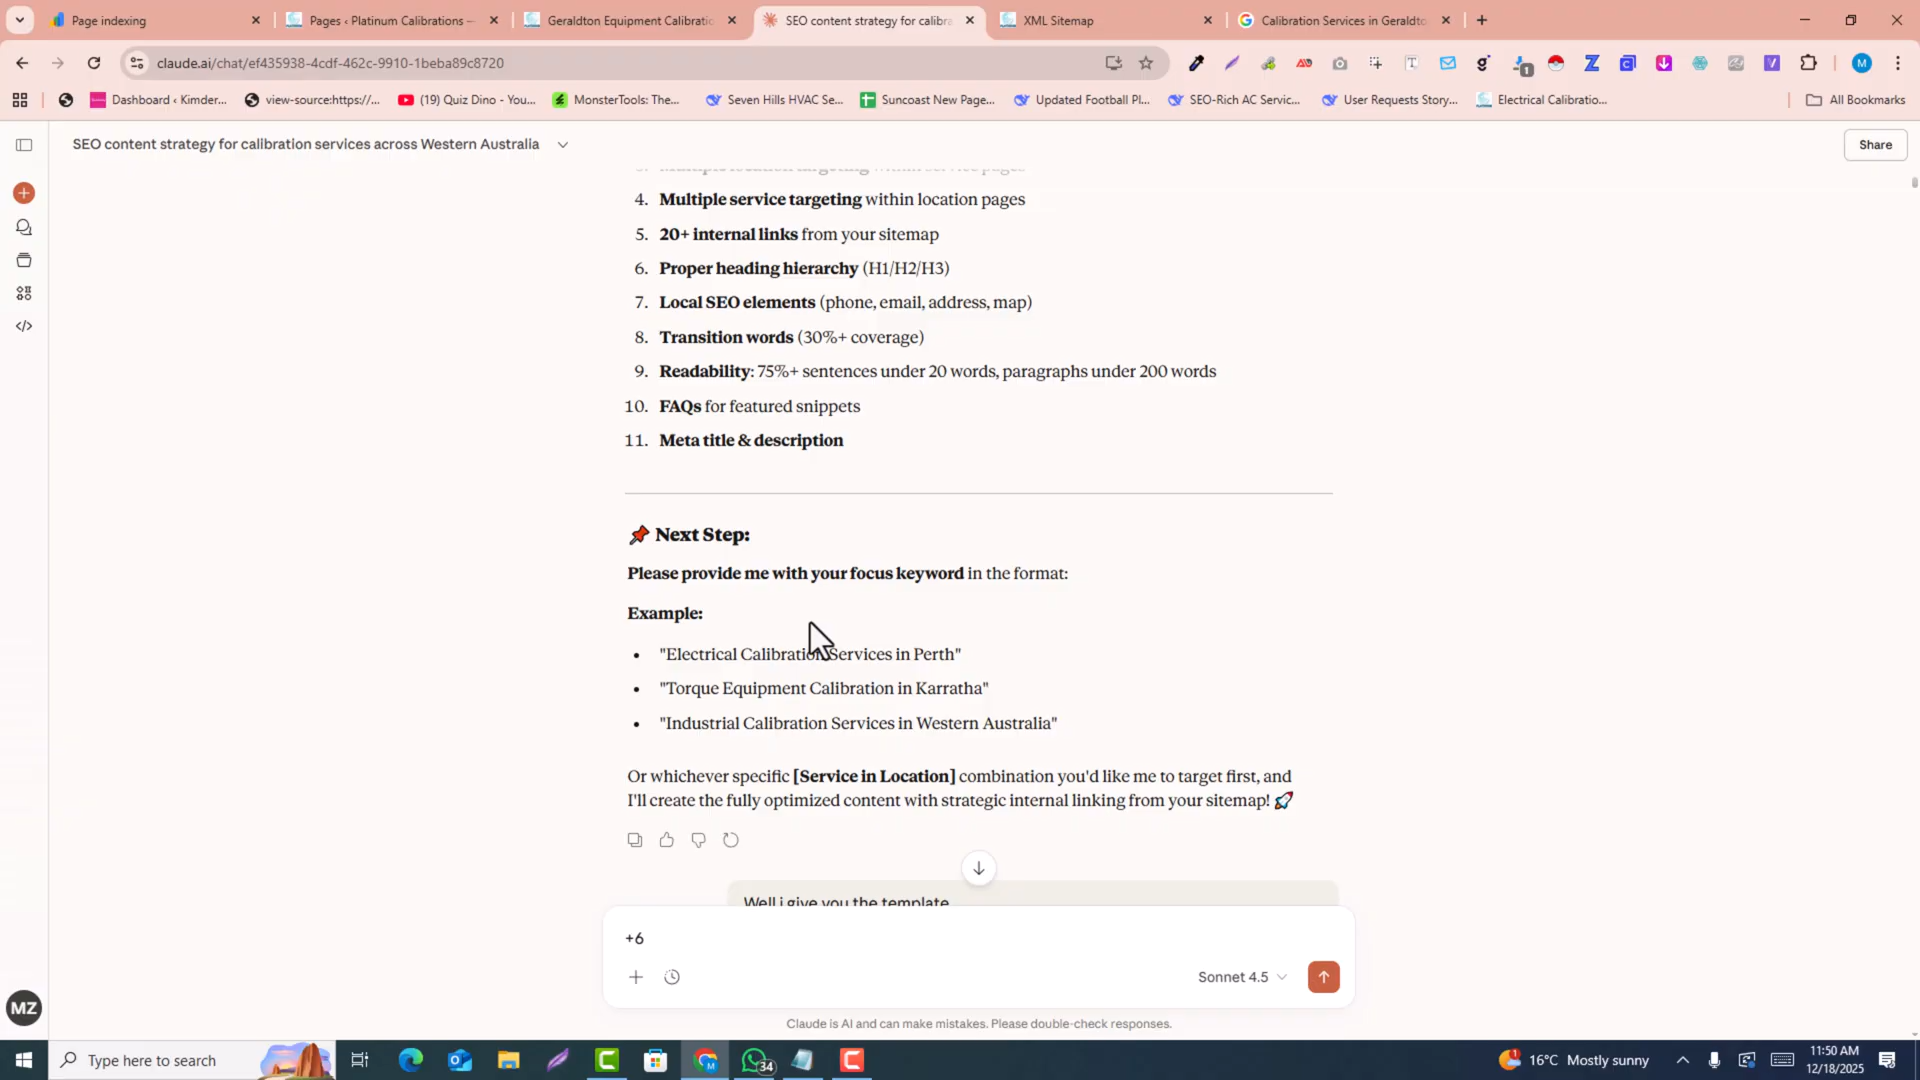 Page indexing
Pages ‹ Platinum Calibrations —
Geraldton Equipment Calibratio
SEO content strategy for calibra
XML Sitemap
Calibration Services in Geraldto
claude.ai/chat/ef435938-4cdf-462c-9910-1beba89c8720
Dashboard ‹ Kimder...
view-source:https://...
(19) Quiz Dino - You...
MonsterTools: The...
Seven Hills HVAC Se...
Suncoast New Page...
Updated Football Pl...
SEO-Rich AC Servic...
User Requests Story...
Electrical Calibratio...
All Bookmarks
SEO content strategy for calibration services across Western Australia
Share
3. Multiple location targeting within service pages
4. Multiple service targeting within location pages
5. 20+ internal links from your sitemap
6. Proper heading hierarchy (H1/H2/H3)
7. Local SEO elements (phone, email, address, map)
8. Transition words (30%+ coverage)
9. Readability: 75%+ sentences under 20 words, paragraphs under 200 words
10. FAQs for featured snippets
11. Meta title & description
📌 Next Step:
Please provide me with your focus keyword in the format:
Example:
• "Electrical Calibration Services in Perth"
• "Torque Equipment Calibration in Karratha"
• "Industrial Calibration Services in Western Australia"
Or whichever specific [Service in Location] combination you'd like me to target first, and
I'll create the fully optimized content with strategic internal linking from your sitemap! 🚀
Well i give you the template
+6
Sonnet 4.5
MZ
Claude is AI and can make mistakes. Please double-check responses.
Type here to search
34
16°C Mostly sunny
11:50 AM
12/18/2025